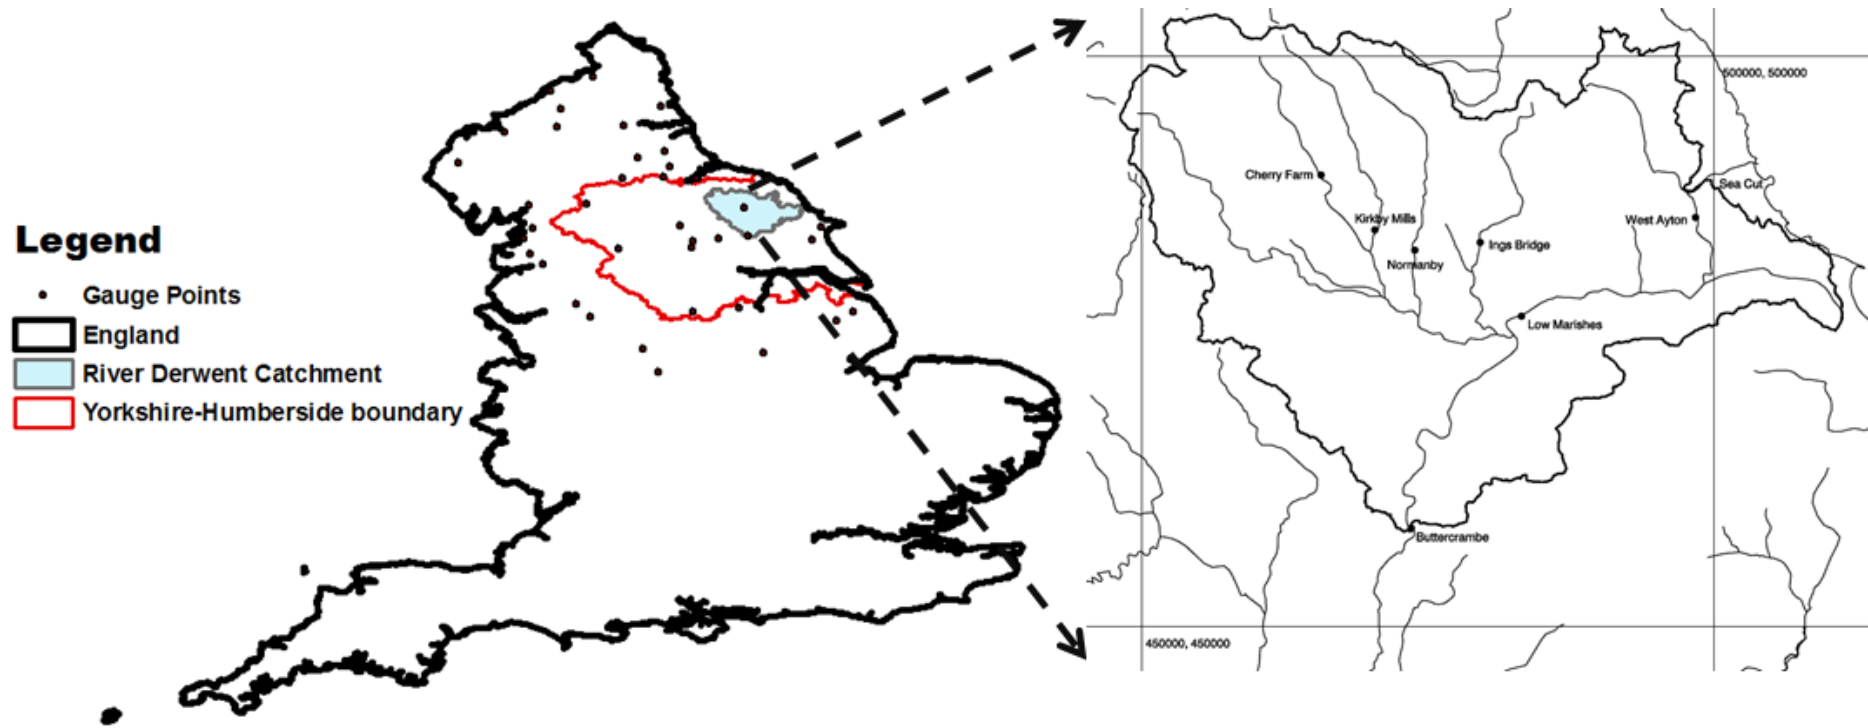 Legend
Gauge Points
England
River Derwent Catchment
Yorkshire-Humberside boundary
500000, 500000
Cherry Farm
Sea Cut
Kirkby Mills
West Ayton
Ings Bridge
Normanby
Low Marishes
Buttercrambe
450000, 450000